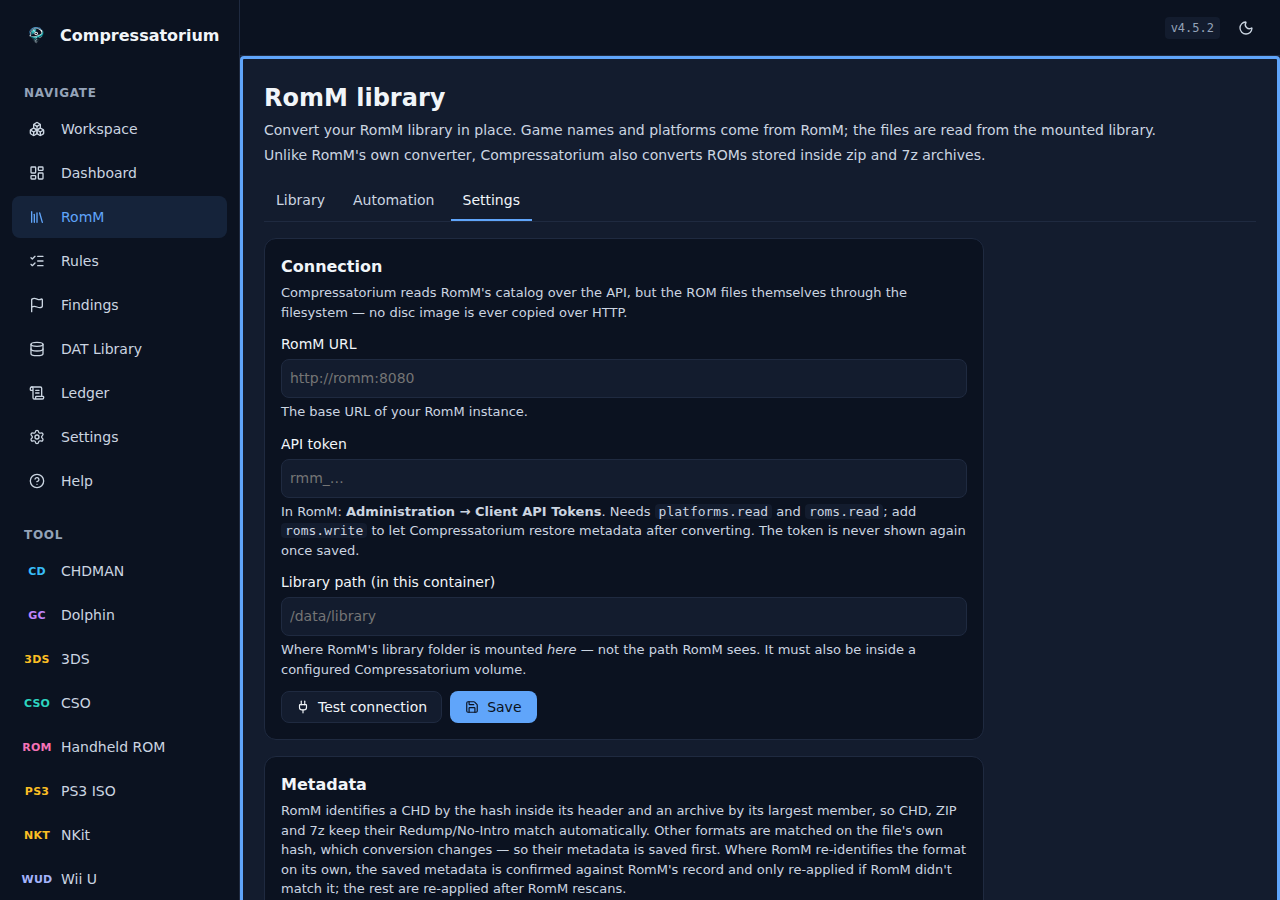 Compressatorium
v4.5.2
NAVIGATE
Workspace
Dashboard
RomM
Rules
Findings
DAT Library
Ledger
Settings
Help
TOOL
CD CHDMAN
GC Dolphin
3DS 3DS
CSO CSO
ROM Handheld ROM
PS3 PS3 ISO
NKT NKit
WUD Wii U
RomM library
Convert your RomM library in place. Game names and platforms come from RomM; the files are read from the mounted library.
Unlike RomM's own converter, Compressatorium also converts ROMs stored inside zip and 7z archives.
Library Automation Settings
Connection
Compressatorium reads RomM's catalog over the API, but the ROM files themselves through the
filesystem — no disc image is ever copied over HTTP.
RomM URL
http://romm:8080
The base URL of your RomM instance.
API token
rmm_...
In RomM: Administration → Client API Tokens. Needs platforms.read and roms.read ; add
roms.write to let Compressatorium restore metadata after converting. The token is never shown again
once saved.
Library path (in this container)
/data/library
Where RomM's library folder is mounted here — not the path RomM sees. It must also be inside a
configured Compressatorium volume.
Test connection Save
Metadata
RomM identifies a CHD by the hash inside its header and an archive by its largest member, so CHD, ZIP
and 7z keep their Redump/No-Intro match automatically. Other formats are matched on the file's own
hash, which conversion changes — so their metadata is saved first. Where RomM re-identifies the format
on its own, the saved metadata is confirmed against RomM's record and only re-applied if RomM didn't
match it; the rest are re-applied after RomM rescans.